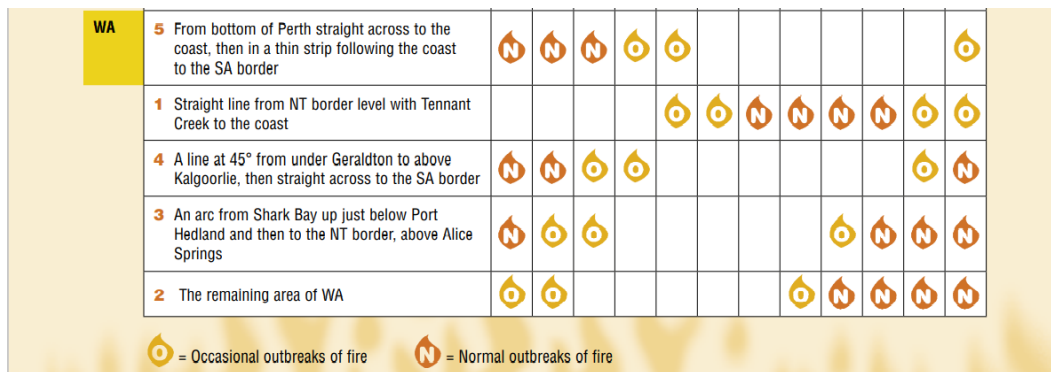 WA
5 From bottom of Perth straight across to the
coast, then in a thin strip following the coast
to the SA border
N N N O O O
1 Straight line from NT border level with Tennant
Creek to the coast
O O N N N N O O
4 A line at 45° from under Geraldton to above
Kalgoorlie, then straight across to the SA border
N N O O O N
3 An arc from Shark Bay up just below Port
Hedland and then to the NT border, above Alice
Springs
N O O O N N N
2 The remaining area of WA
O O O N N N N
O = Occasional outbreaks of fire N = Normal outbreaks of fire